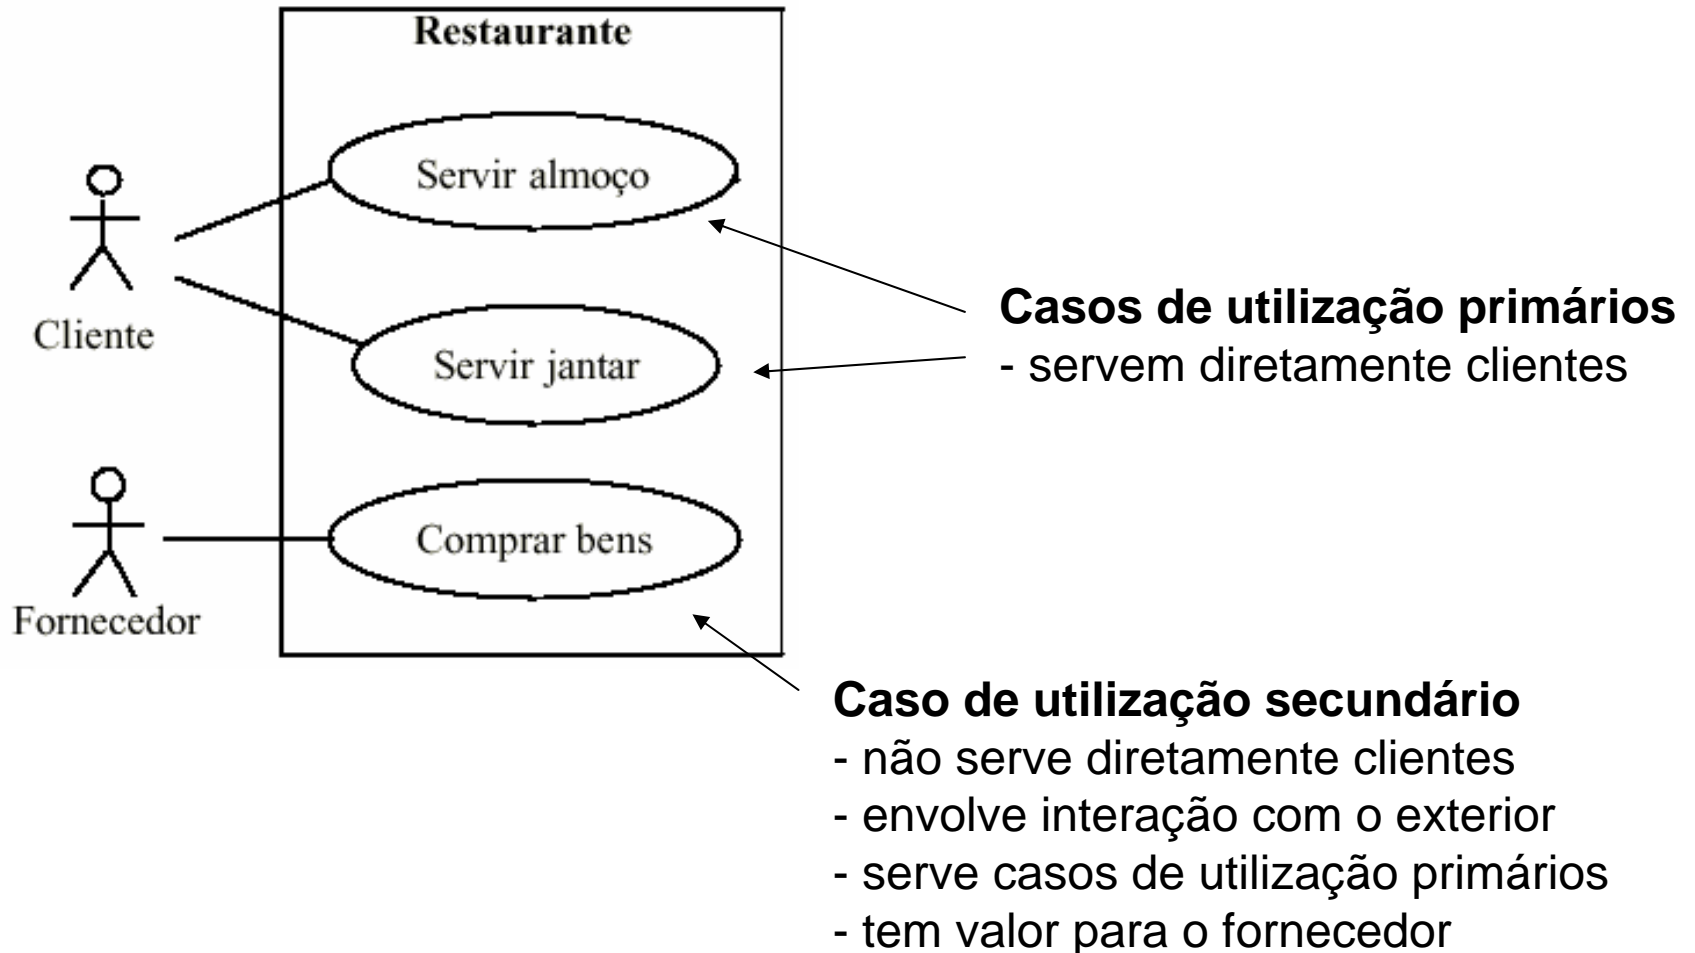 Restaurante
Servir almoço
Cliente
Servir jantar
Casos de utilização primários
- servem diretamente clientes
Comprar bens
Fornecedor
Caso de utilização secundário
- não serve diretamente clientes
- envolve interação com o exterior
- serve casos de utilização primários
- tem valor para o fornecedor